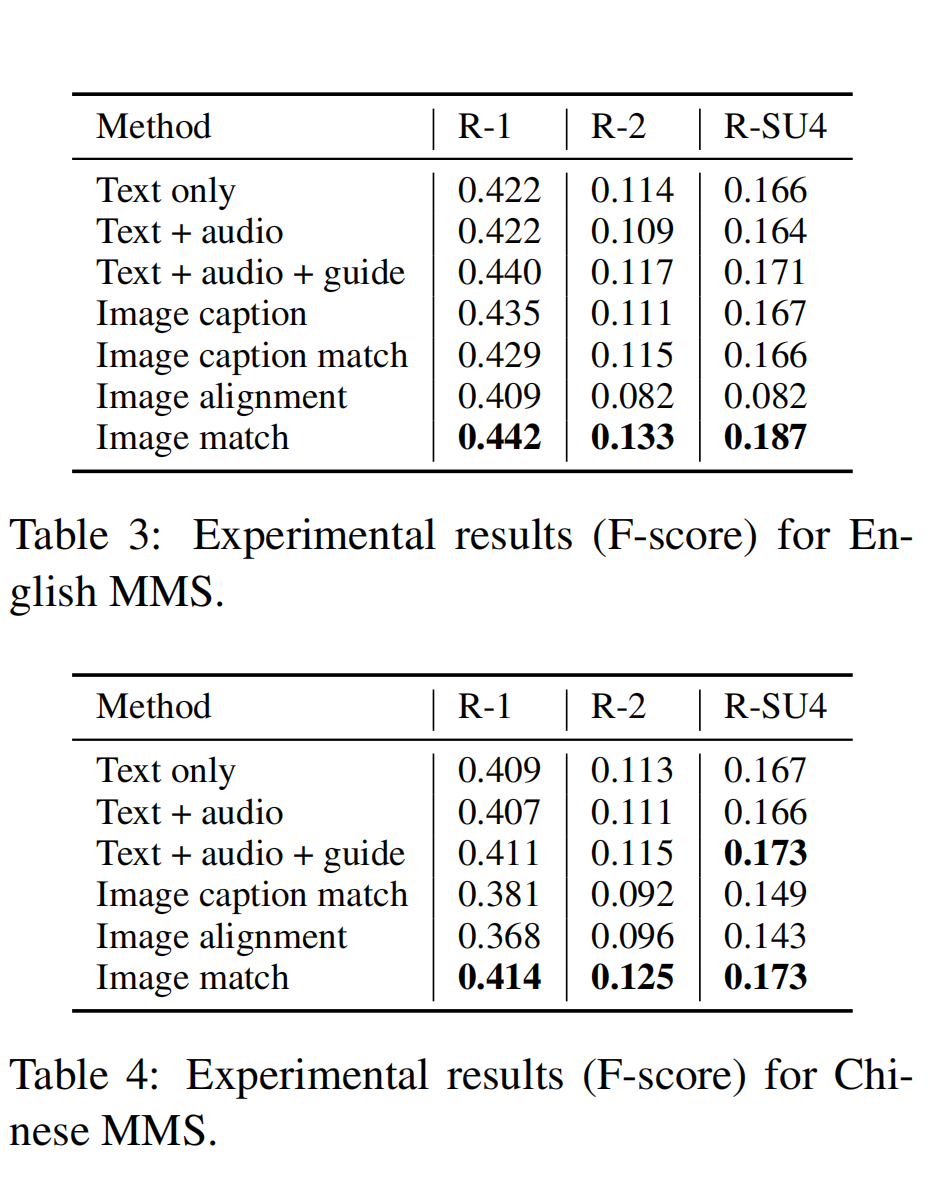 Method R-1 R-2 R-SU4
Text only 0.422 0.114 0.166
Text + audio 0.422 0.109 0.164
Text + audio + guide 0.440 0.117 0.171
Image caption 0.435 0.111 0.167
Image caption match 0.429 0.115 0.166
Image alignment 0.409 0.082 0.082
Image match 0.442 0.133 0.187
Table 3: Experimental results (F-score) for En-
glish MMS.
Method R-1 R-2 R-SU4
Text only 0.409 0.113 0.167
Text + audio 0.407 0.111 0.166
Text + audio + guide 0.411 0.115 0.173
Image caption match 0.381 0.092 0.149
Image alignment 0.368 0.096 0.143
Image match 0.414 0.125 0.173
Table 4: Experimental results (F-score) for Chi-
nese MMS.